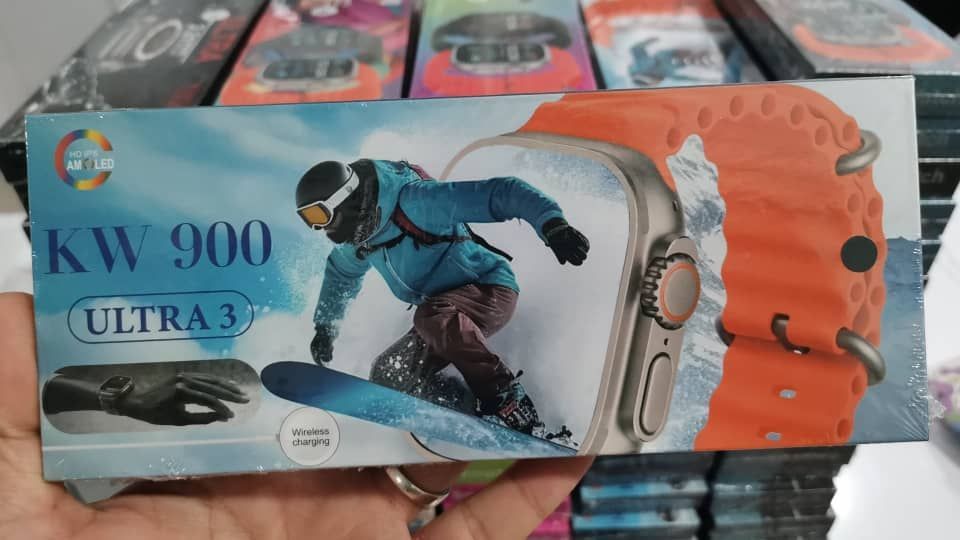 HD IPS
AMOLED
KW 900
ULTRA 3
Wireless
charging